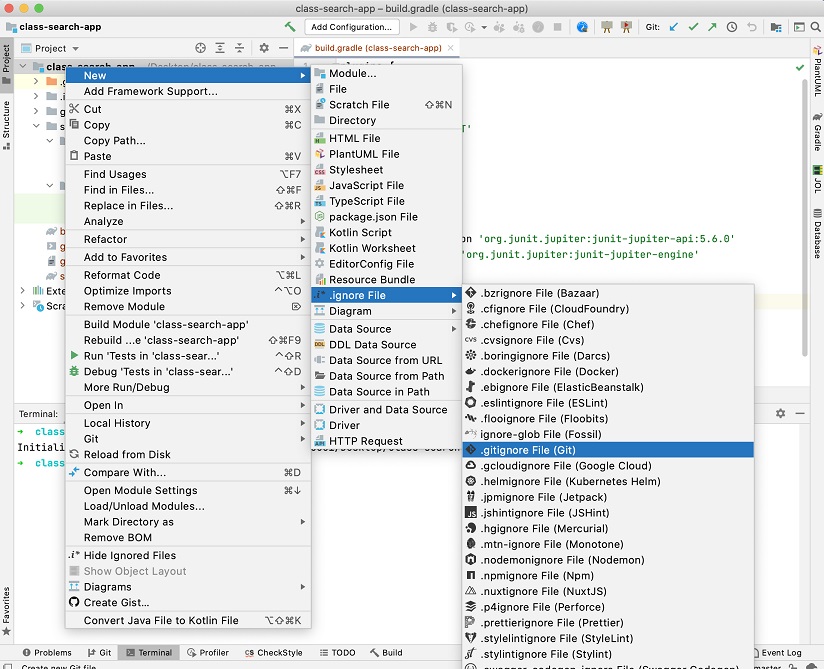 class-search-app – build.gradle (class-search-app)
class-search-app
Add Configuration...
Git:
Project
build.gradle (class-search-app)
Project
Structure
Favorites
PlantUML
Gradle
JOL
Database
New
Add Framework Support...
Cut ⌘X
Copy ⌘C
Copy Path...
Paste ⌘V
Find Usages ⌥F7
Find in Files... ⇧⌘F
Replace in Files... ⇧⌘R
Analyze
Refactor
Add to Favorites
Reformat Code ⌥⌘L
Optimize Imports ^⌥O
Remove Module ⌦
Build Module 'class-search-app'
Rebuild ...e 'class-search-app' ⇧⌘F9
Run 'Tests in 'class-sear...' ^⇧R
Debug 'Tests in 'class-sear...' ^⇧D
More Run/Debug
Open In
Local History
Git
Reload from Disk
Compare With... ⌘D
Open Module Settings ⌘↓
Load/Unload Modules...
Mark Directory as
Remove BOM
.i* Hide Ignored Files
Show Object Layout
Diagrams
Create Gist...
Convert Java File to Kotlin File ⌥⇧⌘K
Module...
File
Scratch File ⇧⌘N
Directory
HTML File
PlantUML File
Stylesheet
JavaScript File
TypeScript File
package.json File
Kotlin Script
Kotlin Worksheet
EditorConfig File
Resource Bundle
.ignore File
Diagram
Data Source
DDL Data Source
Data Source from URL
Data Source from Path
Data Source in Path
Driver and Data Source
Driver
HTTP Request
.bzrignore File (Bazaar)
.cfignore File (CloudFoundry)
.chefignore File (Chef)
.cvsignore File (Cvs)
.boringignore File (Darcs)
.dockerignore File (Docker)
.ebignore File (ElasticBeanstalk)
.eslintignore File (ESLint)
.flooignore File (Floobits)
ignore-glob File (Fossil)
.gitignore File (Git)
.gcloudignore File (Google Cloud)
.helmignore File (Kubernetes Helm)
.jpmignore File (Jetpack)
.jshintignore File (JSHint)
.hgignore File (Mercurial)
.mtn-ignore File (Monotone)
.nodemonignore File (Nodemon)
.npmignore File (Npm)
.nuxtignore File (NuxtJS)
.p4ignore File (Perforce)
.prettierignore File (Prettier)
.stylelintignore File (StyleLint)
.stylintignore File (Stylint)
.swagger-codegen-ignore File (Swagger Codegen)
'org.junit.jupiter:junit-jupiter-api:5.6.0'
'org.junit.jupiter:junit-jupiter-engine'
Exte
Scra
Terminal:
class
Initiali
class
Problems
Git
Terminal
Profiler
CheckStyle
TODO
Build
Event Log
Create new Git file
master